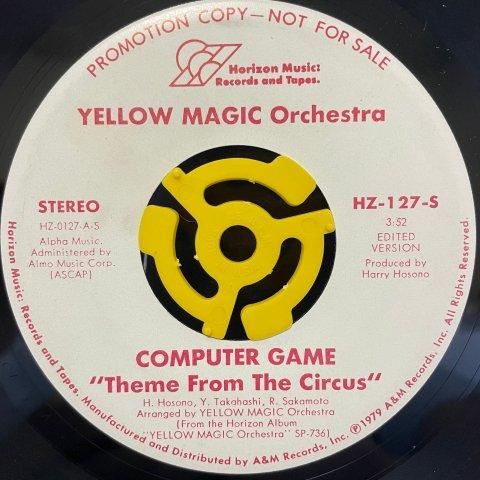 PROMOTION COPY—NOT FOR SALE
Horizon Music:
Records and Tapes.
YELLOW MAGIC Orchestra
STEREO
HZ-0127-A-S
Alpha Music.
Administered by
Almo Music Corp.
(ASCAP)
HZ-127-S
3:52
EDITED
VERSION
Produced by
Harry Hosono
COMPUTER GAME
"Theme From The Circus"
H. Hosono, Y. Takahashi, R. Sakamoto
Arranged by YELLOW MAGIC Orchestra
(From the Horizon Album
"YELLOW MAGIC Orchestra" SP-736)
Horizon Music: Records and Tapes. Manufactured and Distributed by A&M Records, Inc. ℗1979 A&M Records, Inc. All Rights Reserved.